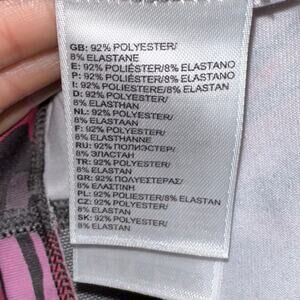 GB: 92% POLYESTER/
8% ELASTANE
E: 92% POLIÉSTER/8% ELASTANO
P: 92% POLIÉSTER/8% ELASTANO
I: 92% POLIESTERE/8% ELASTAN
D: 92% POLYESTER/
8% ELASTHAN
NL: 92% POLYESTER/
8% ELASTAAN
F: 92% POLYESTER/
8% ELASTHANNE
RU: 92% ПОЛИЭСТЕР/
8% ЭЛАСТАН
TR: 92% POLYESTER/
8% ELASTAN
GR: 92% ΠΟΛΥΕΣΤΕΡΑΣ/
8% ΕΛΑΣΤΙΝΗ
PL: 92% POLIESTER/8% ELASTAN
CZ: 92% POLYESTER/
8% ELASTAN
SK: 92% POLYESTER/
8% ELASTAN